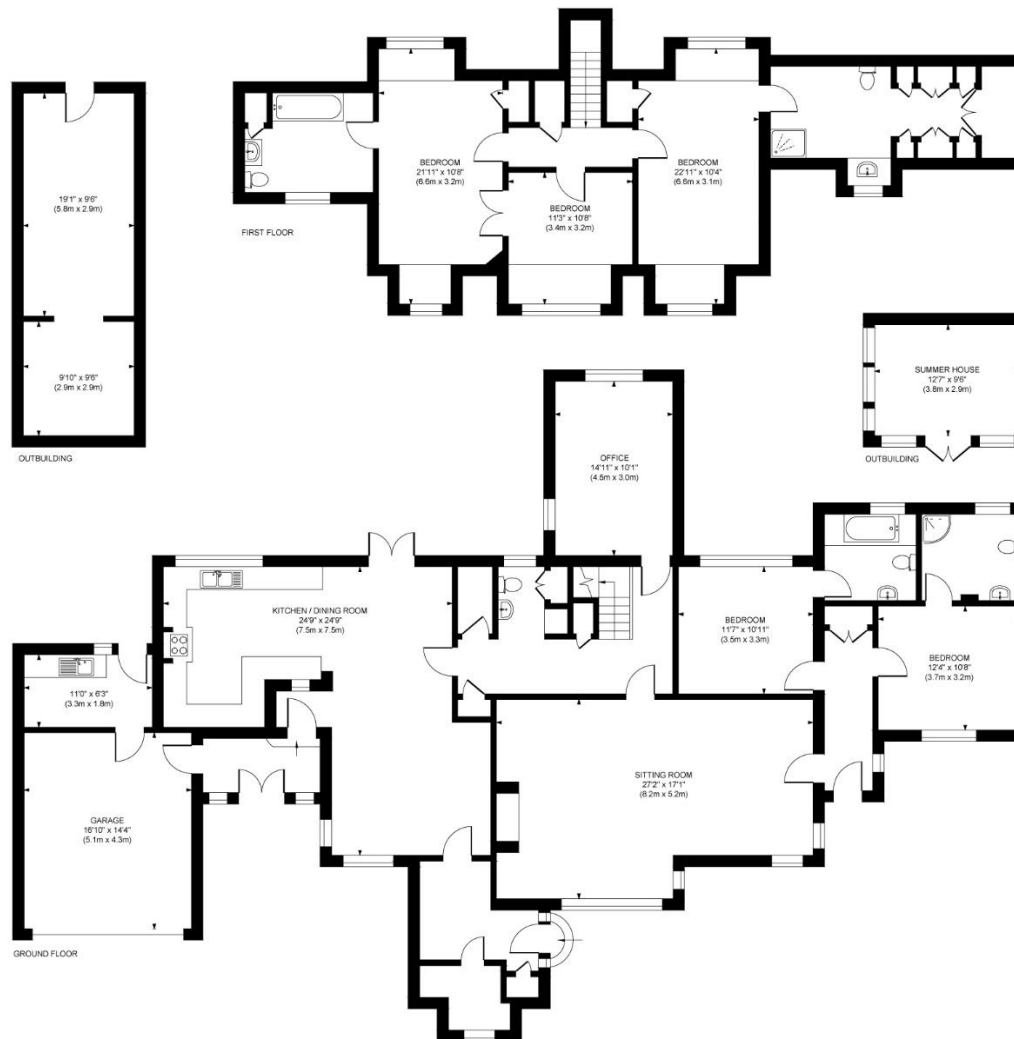 BEDROOM
21'11" x 10'8"
(6.6m x 3.2m)
BEDROOM
22'11" x 10'4"
(6.6m x 3.1m)
BEDROOM
11'3" x 10'8"
(3.4m x 3.2m)
FIRST FLOOR
19'1" x 9'6"
(5.8m x 2.9m)
9'10" x 9'6"
(2.9m x 2.9m)
OUTBUILDING
SUMMER HOUSE
12'7" x 9'6"
(3.8m x 2.9m)
OUTBUILDING
OFFICE
14'11" x 10'1"
(4.5m x 3.0m)
KITCHEN / DINING ROOM
24'9" x 24'9"
(7.5m x 7.5m)
BEDROOM
11'7" x 10'11"
(3.5m x 3.3m)
BEDROOM
12'4" x 10'8"
(3.7m x 3.2m)
11'0" x 6'3"
(3.3m x 1.8m)
SITTING ROOM
27'2" x 17'1"
(8.2m x 5.2m)
GARAGE
16'10" x 14'4"
(5.1m x 4.3m)
GROUND FLOOR